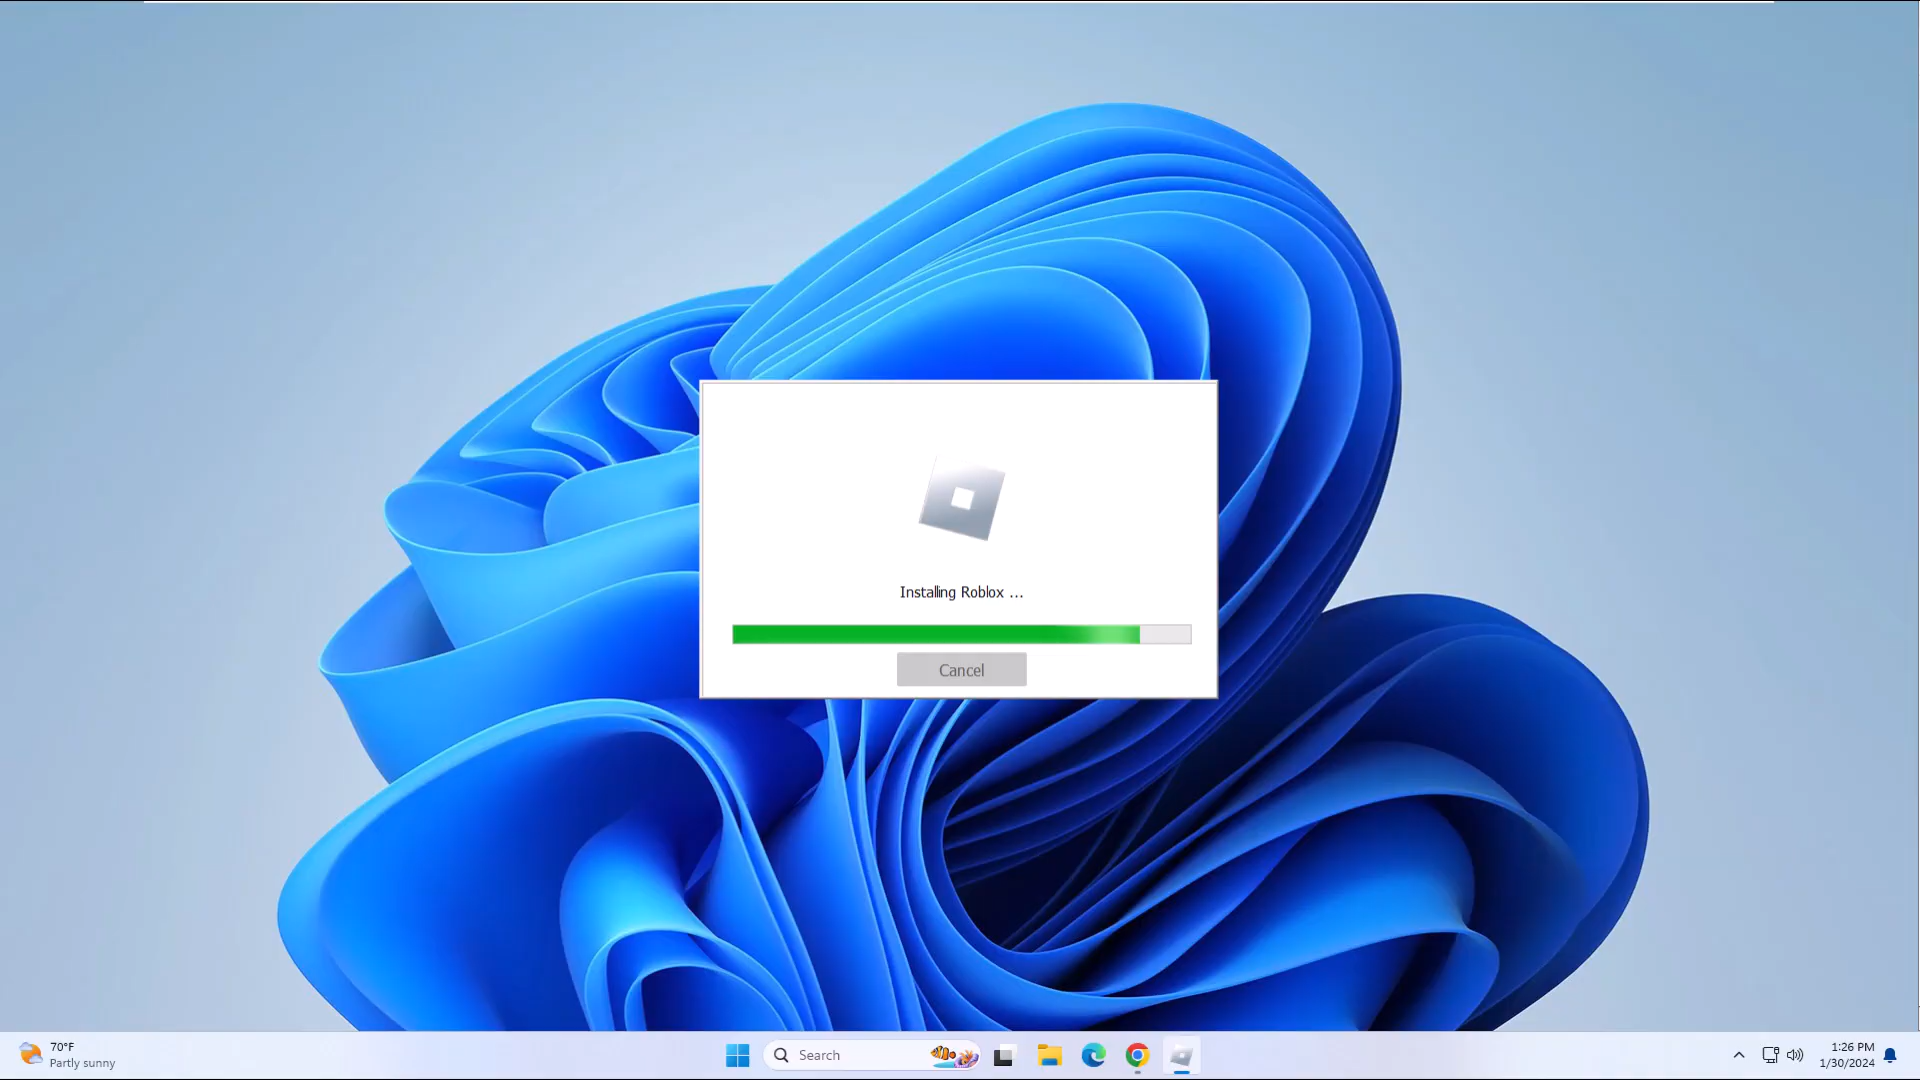 Installing Roblox ...
Cancel
70°F
Partly sunny
Search
1:26 PM
1/30/2024